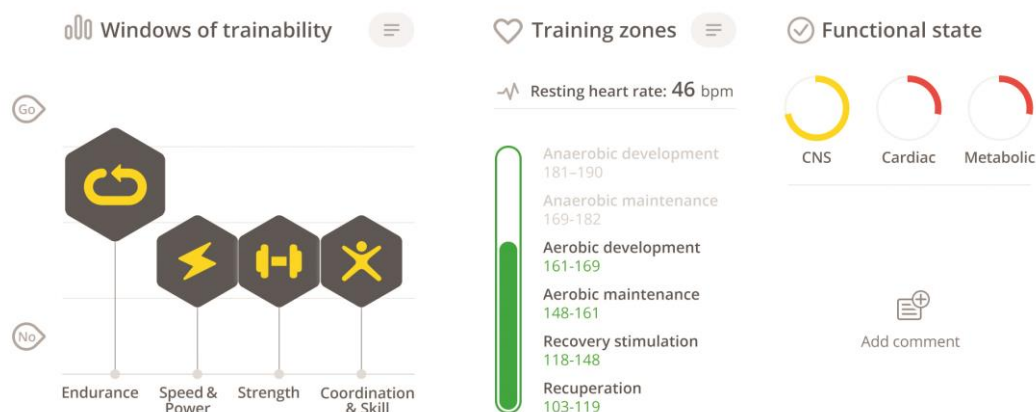 Windows of trainability
Go
No
Endurance
Speed &
Power
Strength
Coordination
& Skill
Training zones
Resting heart rate: 46 bpm
Anaerobic development
181–190
Anaerobic maintenance
169-182
Aerobic development
161-169
Aerobic maintenance
148-161
Recovery stimulation
118-148
Recuperation
103-119
Functional state
CNS
Cardiac
Metabolic
Add comment